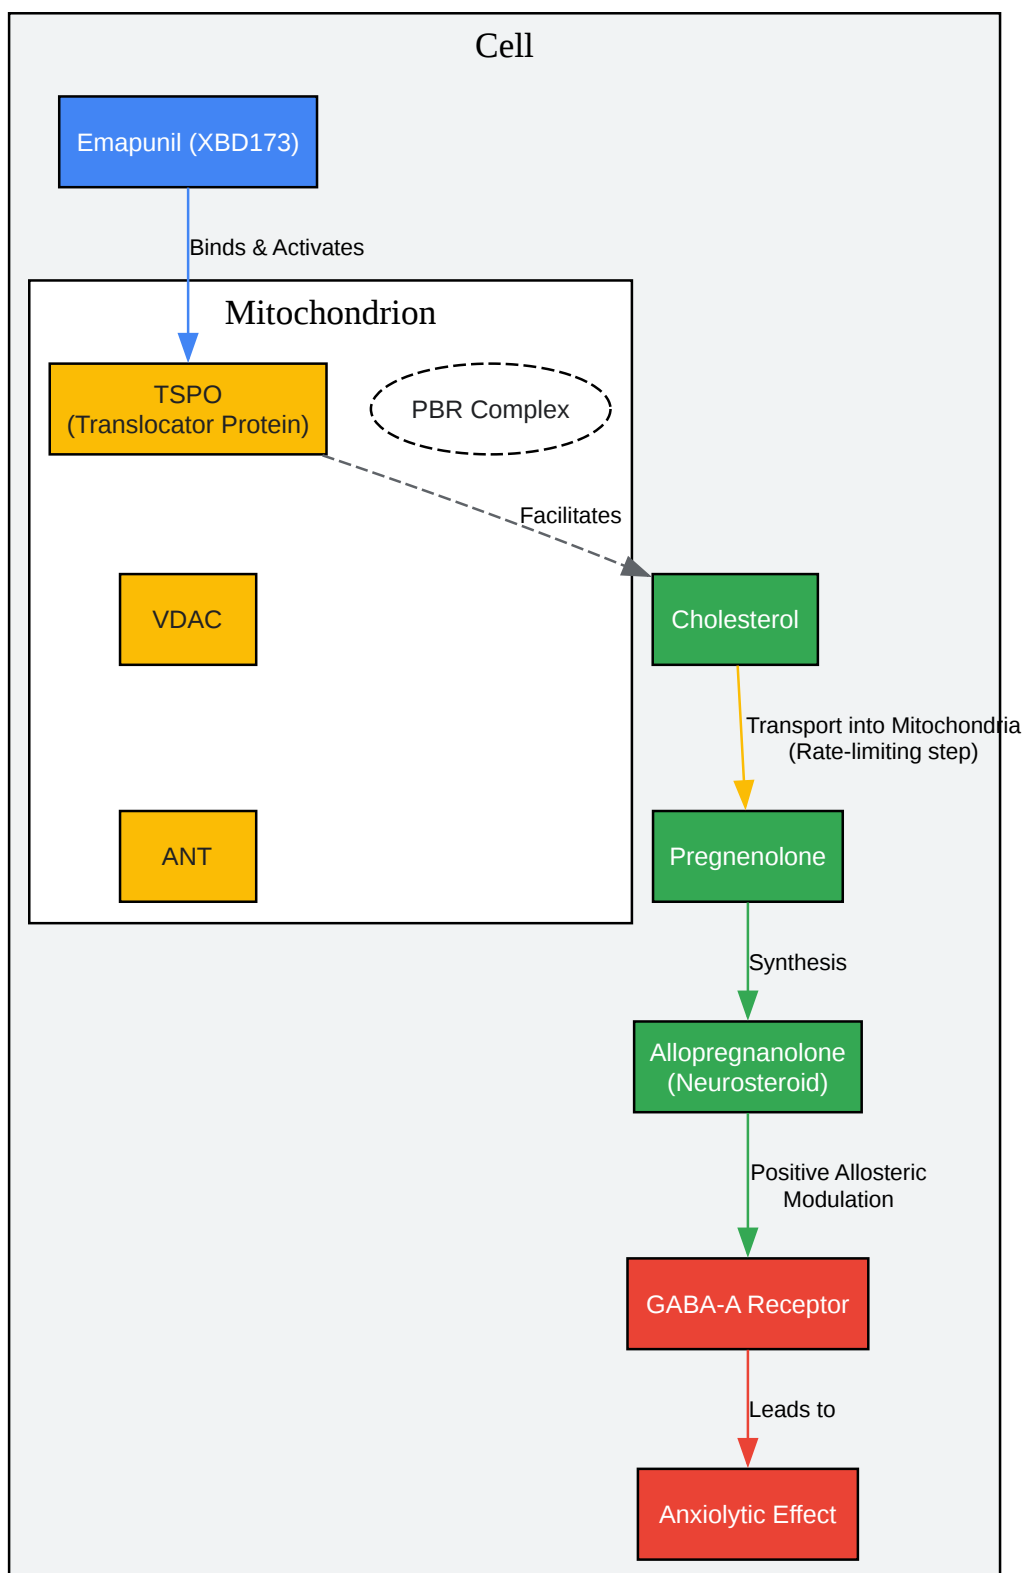 Cell
Emapunil (XBD173)
Binds & Activates
Mitochondrion
TSPO
(Translocator Protein)
PBR Complex
Facilitates
VDAC
Cholesterol
Transport into Mitochondria
(Rate-limiting step)
ANT
Pregnenolone
Synthesis
Allopregnanolone
(Neurosteroid)
Positive Allosteric
Modulation
GABA-A Receptor
Leads to
Anxiolytic Effect